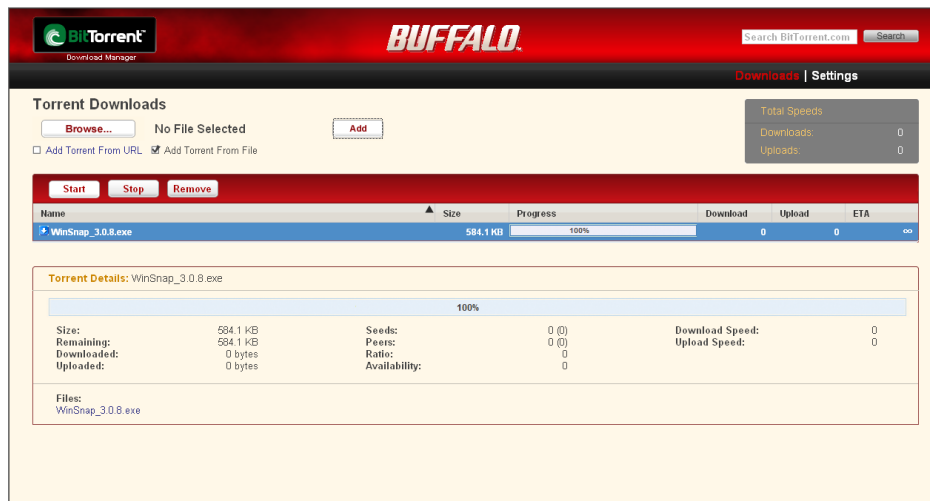 BitTorrent™
Download Manager
BUFFALO™
Search BitTorrent.com Search
Downloads | Settings
Torrent Downloads
Browse... No File Selected Add
Add Torrent From URL Add Torrent From File
Total Speeds
Downloads: 0
Uploads: 0
Start Stop Remove
Name Size Progress Download Upload ETA
WinSnap_3.0.8.exe 584.1 KB 100% 0 0 ∞
Torrent Details: WinSnap_3.0.8.exe
100%
Size: 584.1 KB Seeds: 0 (0) Download Speed: 0
Remaining: 584.1 KB Peers: 0 (0) Upload Speed: 0
Downloaded: 0 bytes Ratio: 0
Uploaded: 0 bytes Availability: 0
Files:
WinSnap_3.0.8.exe